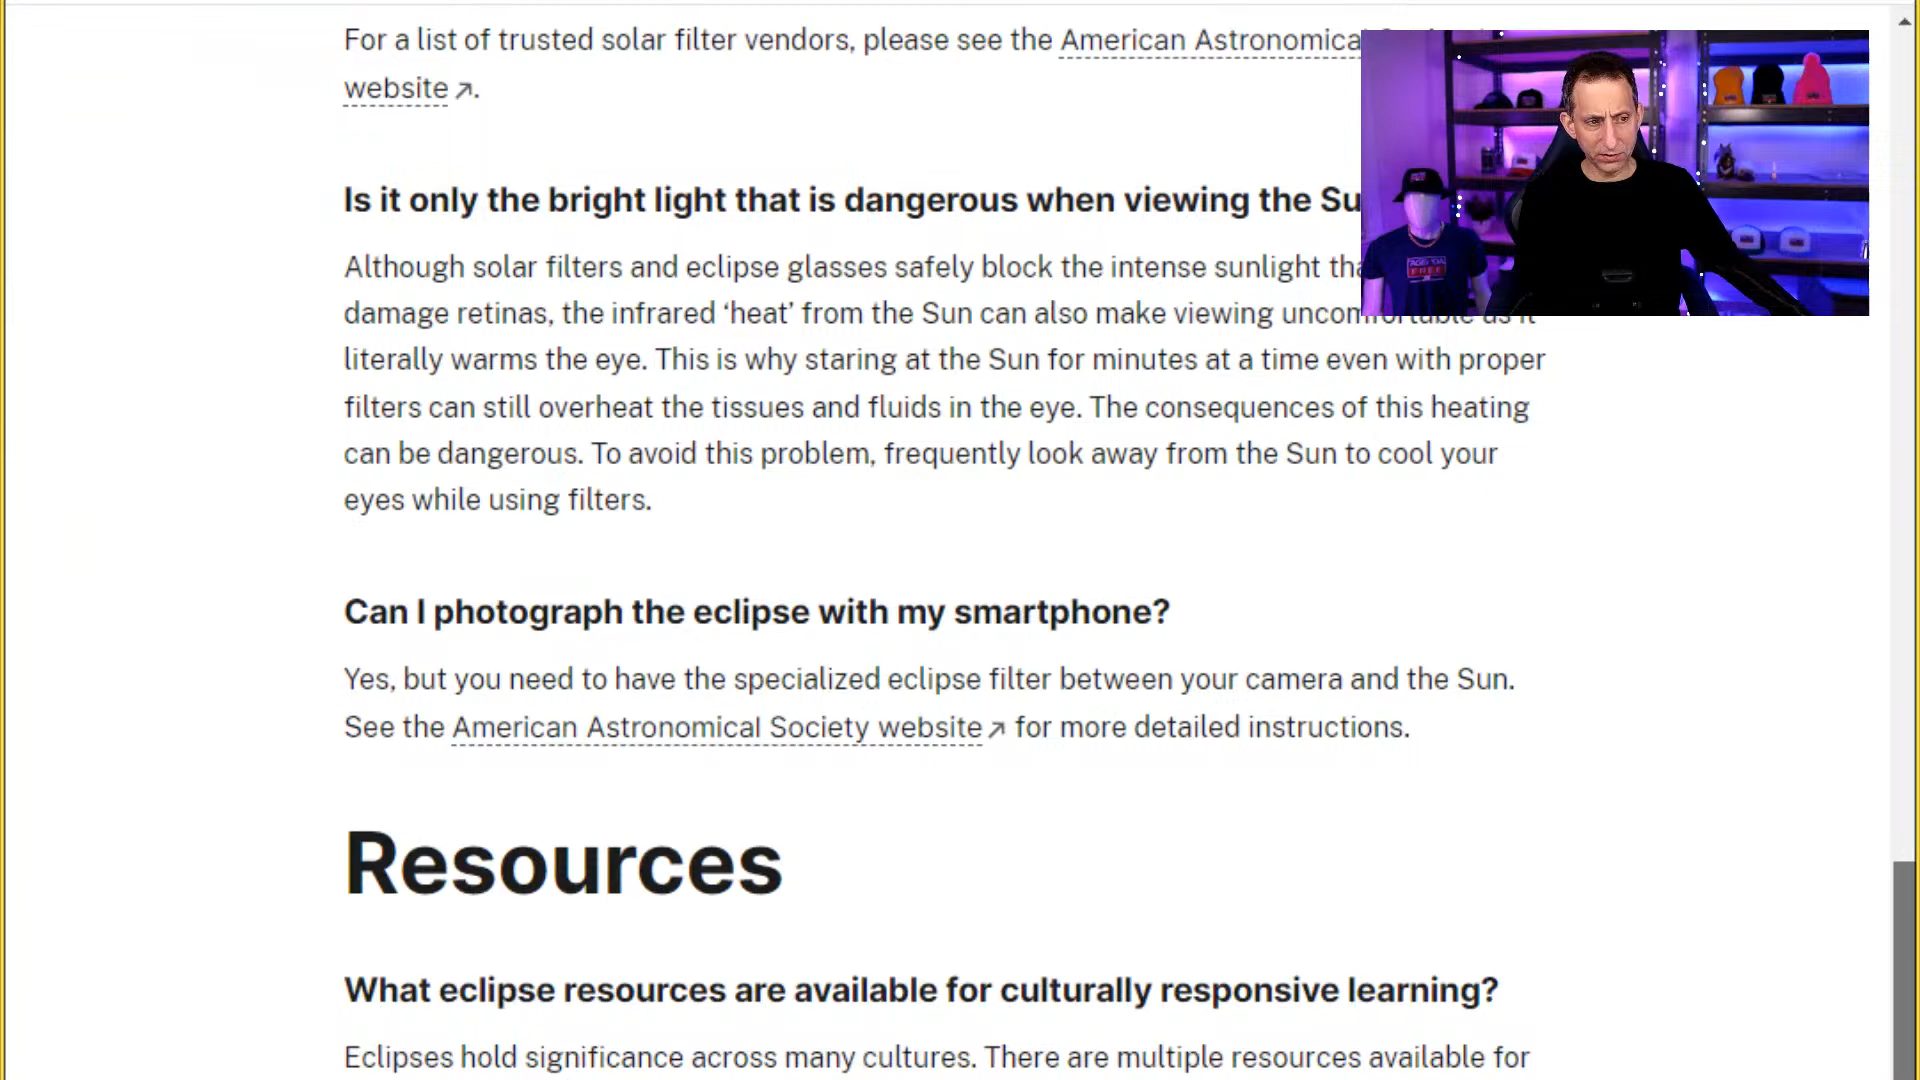 For a list of trusted solar filter vendors, please see the American Astronomica
website ↗.
Is it only the bright light that is dangerous when viewing the Su
Although solar filters and eclipse glasses safely block the intense sunlight tha
damage retinas, the infrared ‘heat’ from the Sun can also make viewing uncomfortable as it
literally warms the eye. This is why staring at the Sun for minutes at a time even with proper
filters can still overheat the tissues and fluids in the eye. The consequences of this heating
can be dangerous. To avoid this problem, frequently look away from the Sun to cool your
eyes while using filters.
Can I photograph the eclipse with my smartphone?
Yes, but you need to have the specialized eclipse filter between your camera and the Sun.
See the American Astronomical Society website ↗ for more detailed instructions.
Resources
What eclipse resources are available for culturally responsive learning?
Eclipses hold significance across many cultures. There are multiple resources available for